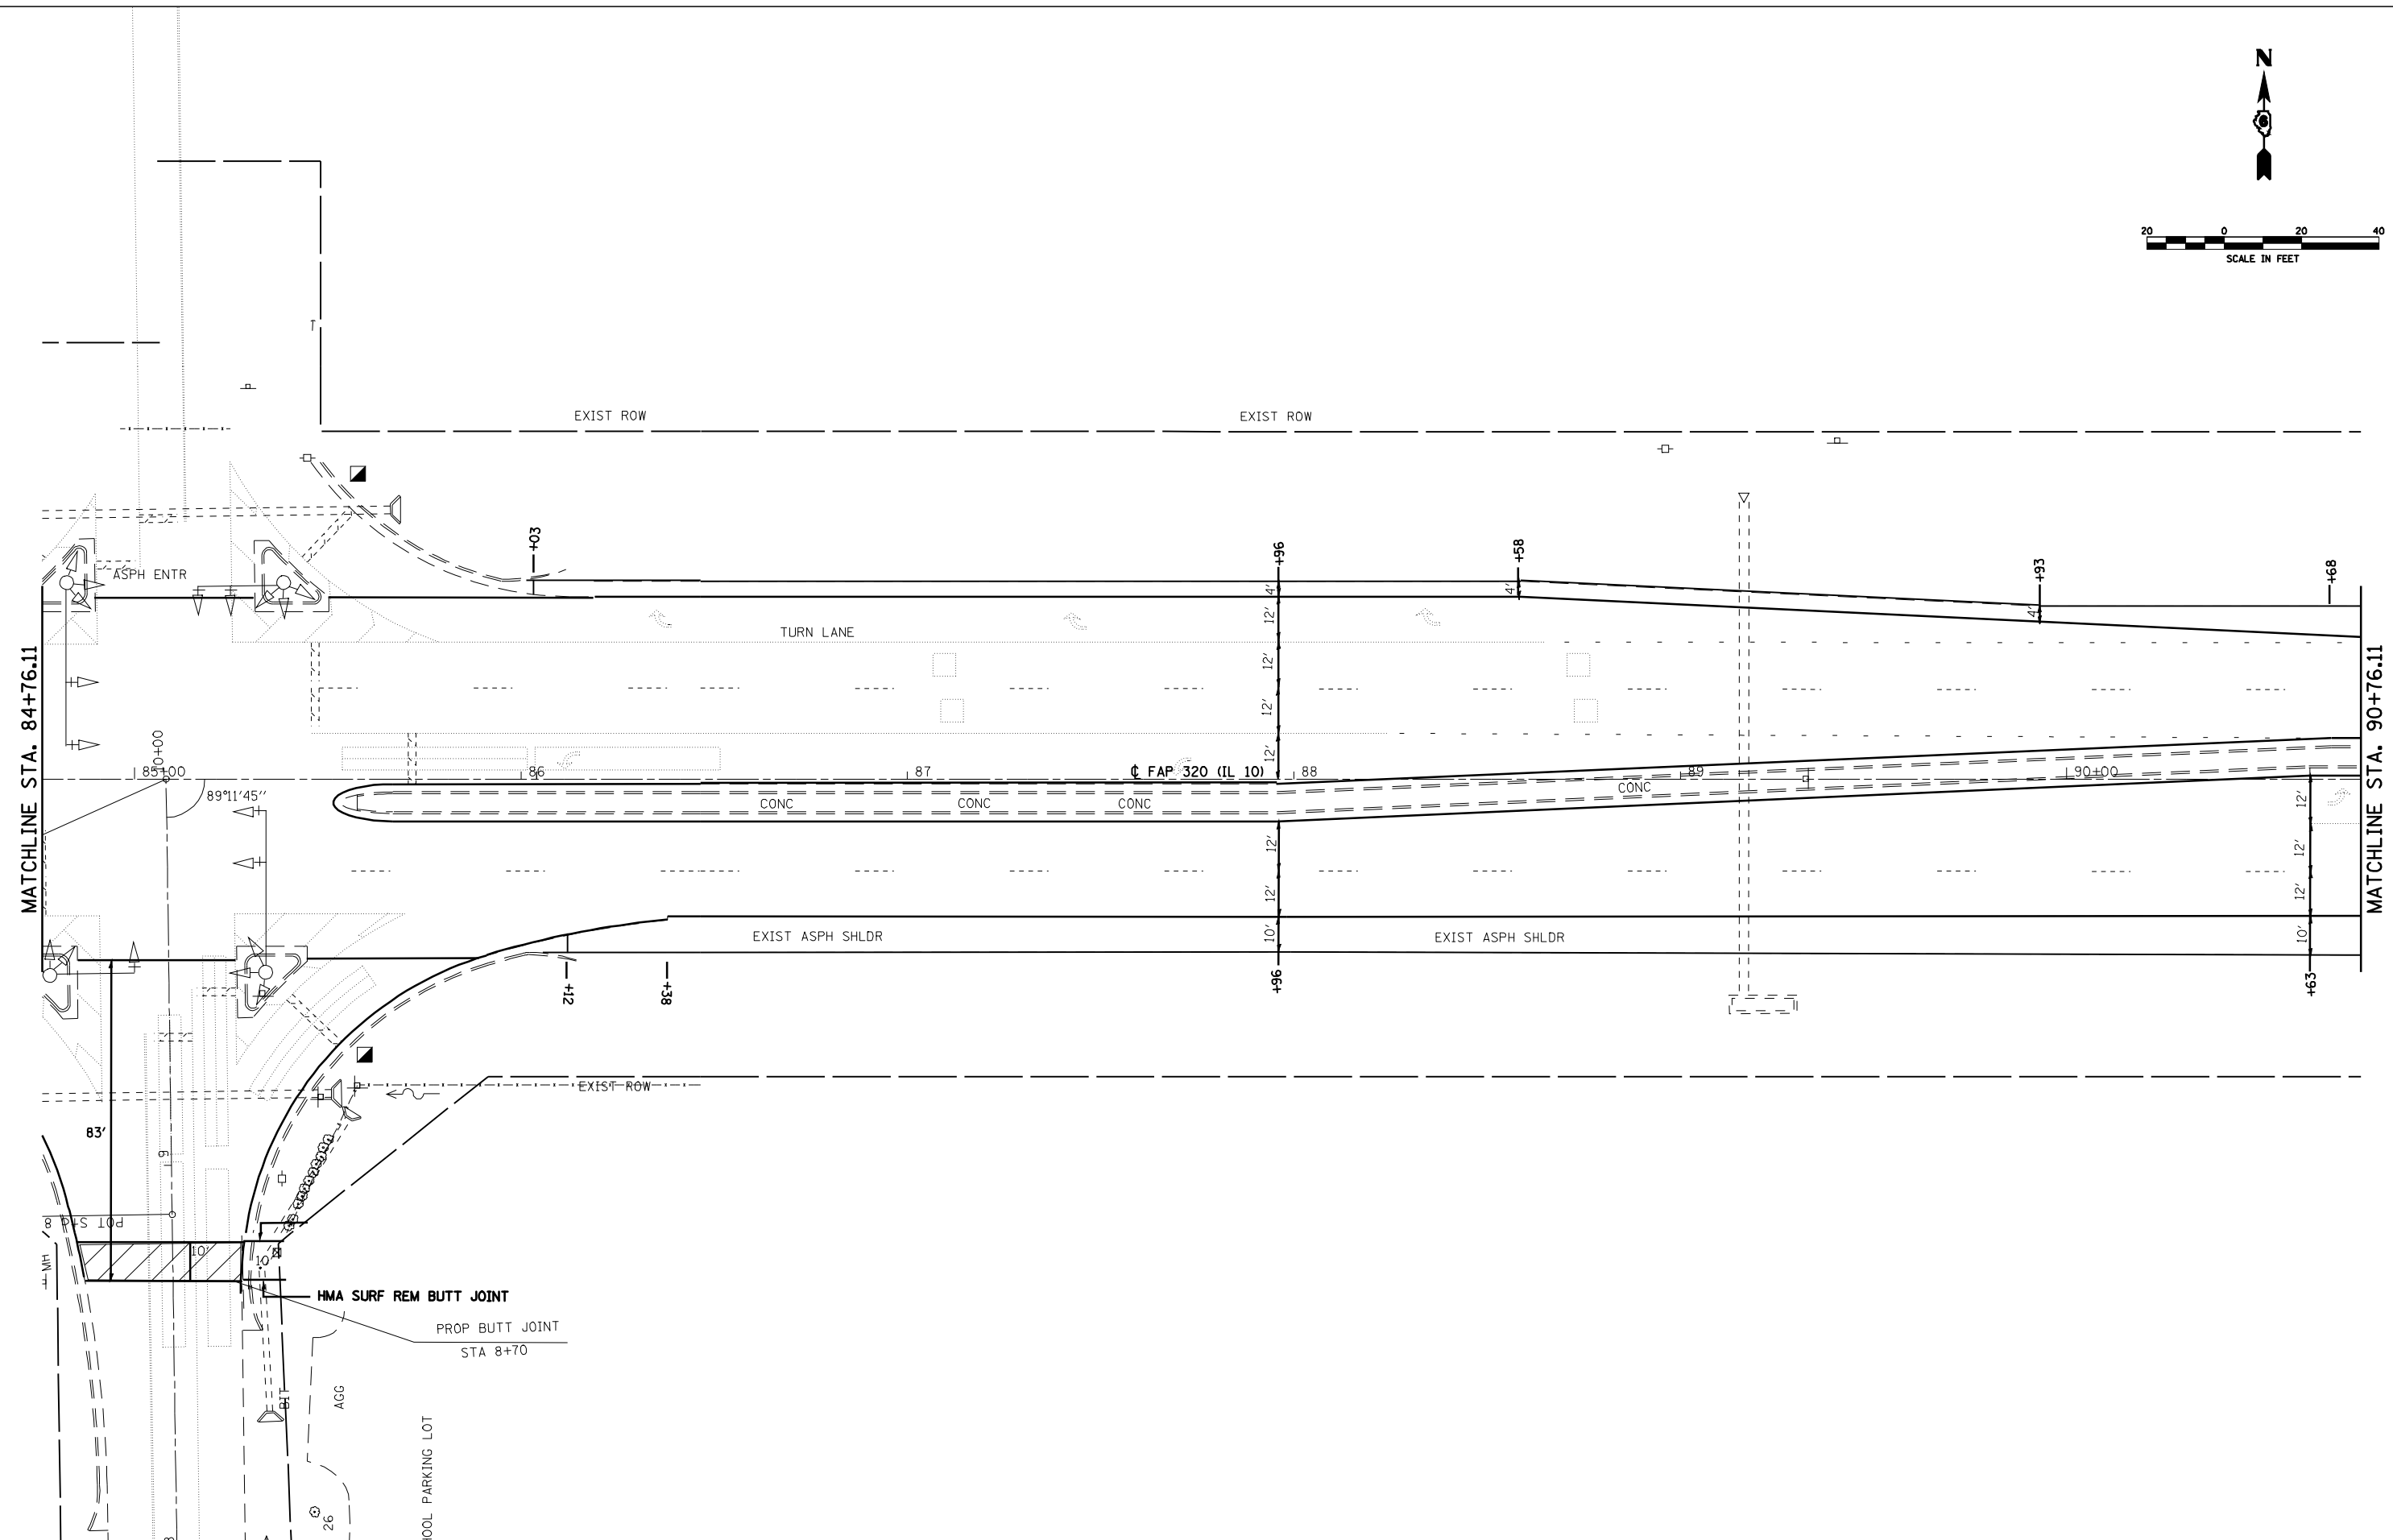 N
6
20 0 20 40
SCALE IN FEET
EXIST ROW
EXIST ROW
+03
+96
+58
+93
+68
ASPH ENTR
4'
4'
4'
12'
TURN LANE
12'
12'
12'
MATCHLINE STA. 84+76.11
MATCHLINE STA. 90+76.11
10+00
85+00
86
87
℄ FAP 320 (IL 10)
88
89
90+00
89°11'45"
CONC
CONC
CONC
CONC
12'
12'
12'
12'
12'
EXIST ASPH SHLDR
EXIST ASPH SHLDR
10'
10'
+12
+38
+96
+63
EXIST ROW
83'
9
POT Sta 8
10'
10'
MH
HMA SURF REM BUTT JOINT
PROP BUTT JOINT
STA 8+70
BIT
AGG
HOOL PARKING LOT
26